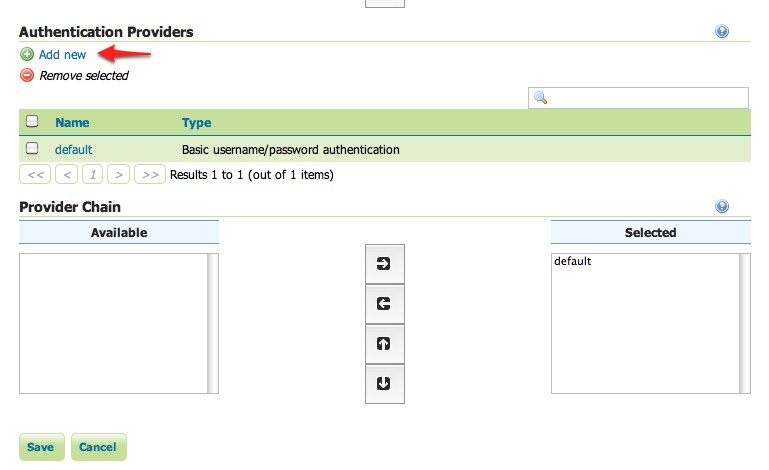 Authentication Providers
Add new
Remove selected
Name Type
default Basic username/password authentication
<< < 1 > >> Results 1 to 1 (out of 1 items)
Provider Chain
Available Selected
default
Save Cancel